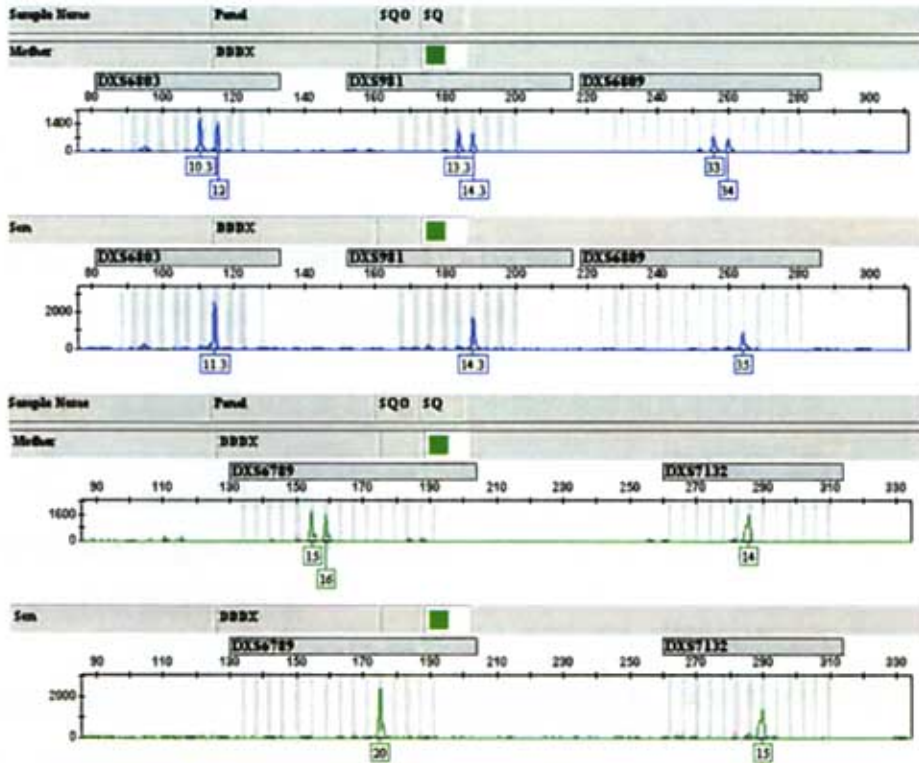 Sample Name Panel SQO SQ
Mother BBDX
DXS6803 DXS981 DXS6809
80 100 120 140 160 180 200 220 240 260 280 300
1400
0
10.3 13.3 33
12 14.3 34
Son BBDX
DXS6803 DXS981 DXS6809
80 100 120 140 160 180 200 220 240 260 280 300
2000
0
11.3 14.3 35
Sample Name Panel SQO SQ
Mother BBDX
DXS6789 DXS7132
90 110 130 150 170 190 210 230 250 270 290 310 330
1600
0
15 14
16
Son BBDX
DXS6789 DXS7132
90 110 130 150 170 190 210 230 250 270 290 310 330
2000
0
20 15